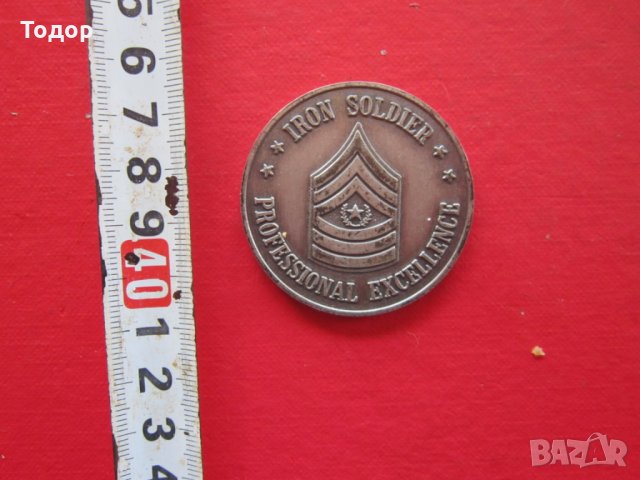 Тодор
IRON SOLDIER
PROFESSIONAL EXCELLENCE
5
6
7
8
9
40
1
2
3
4
BAZAR